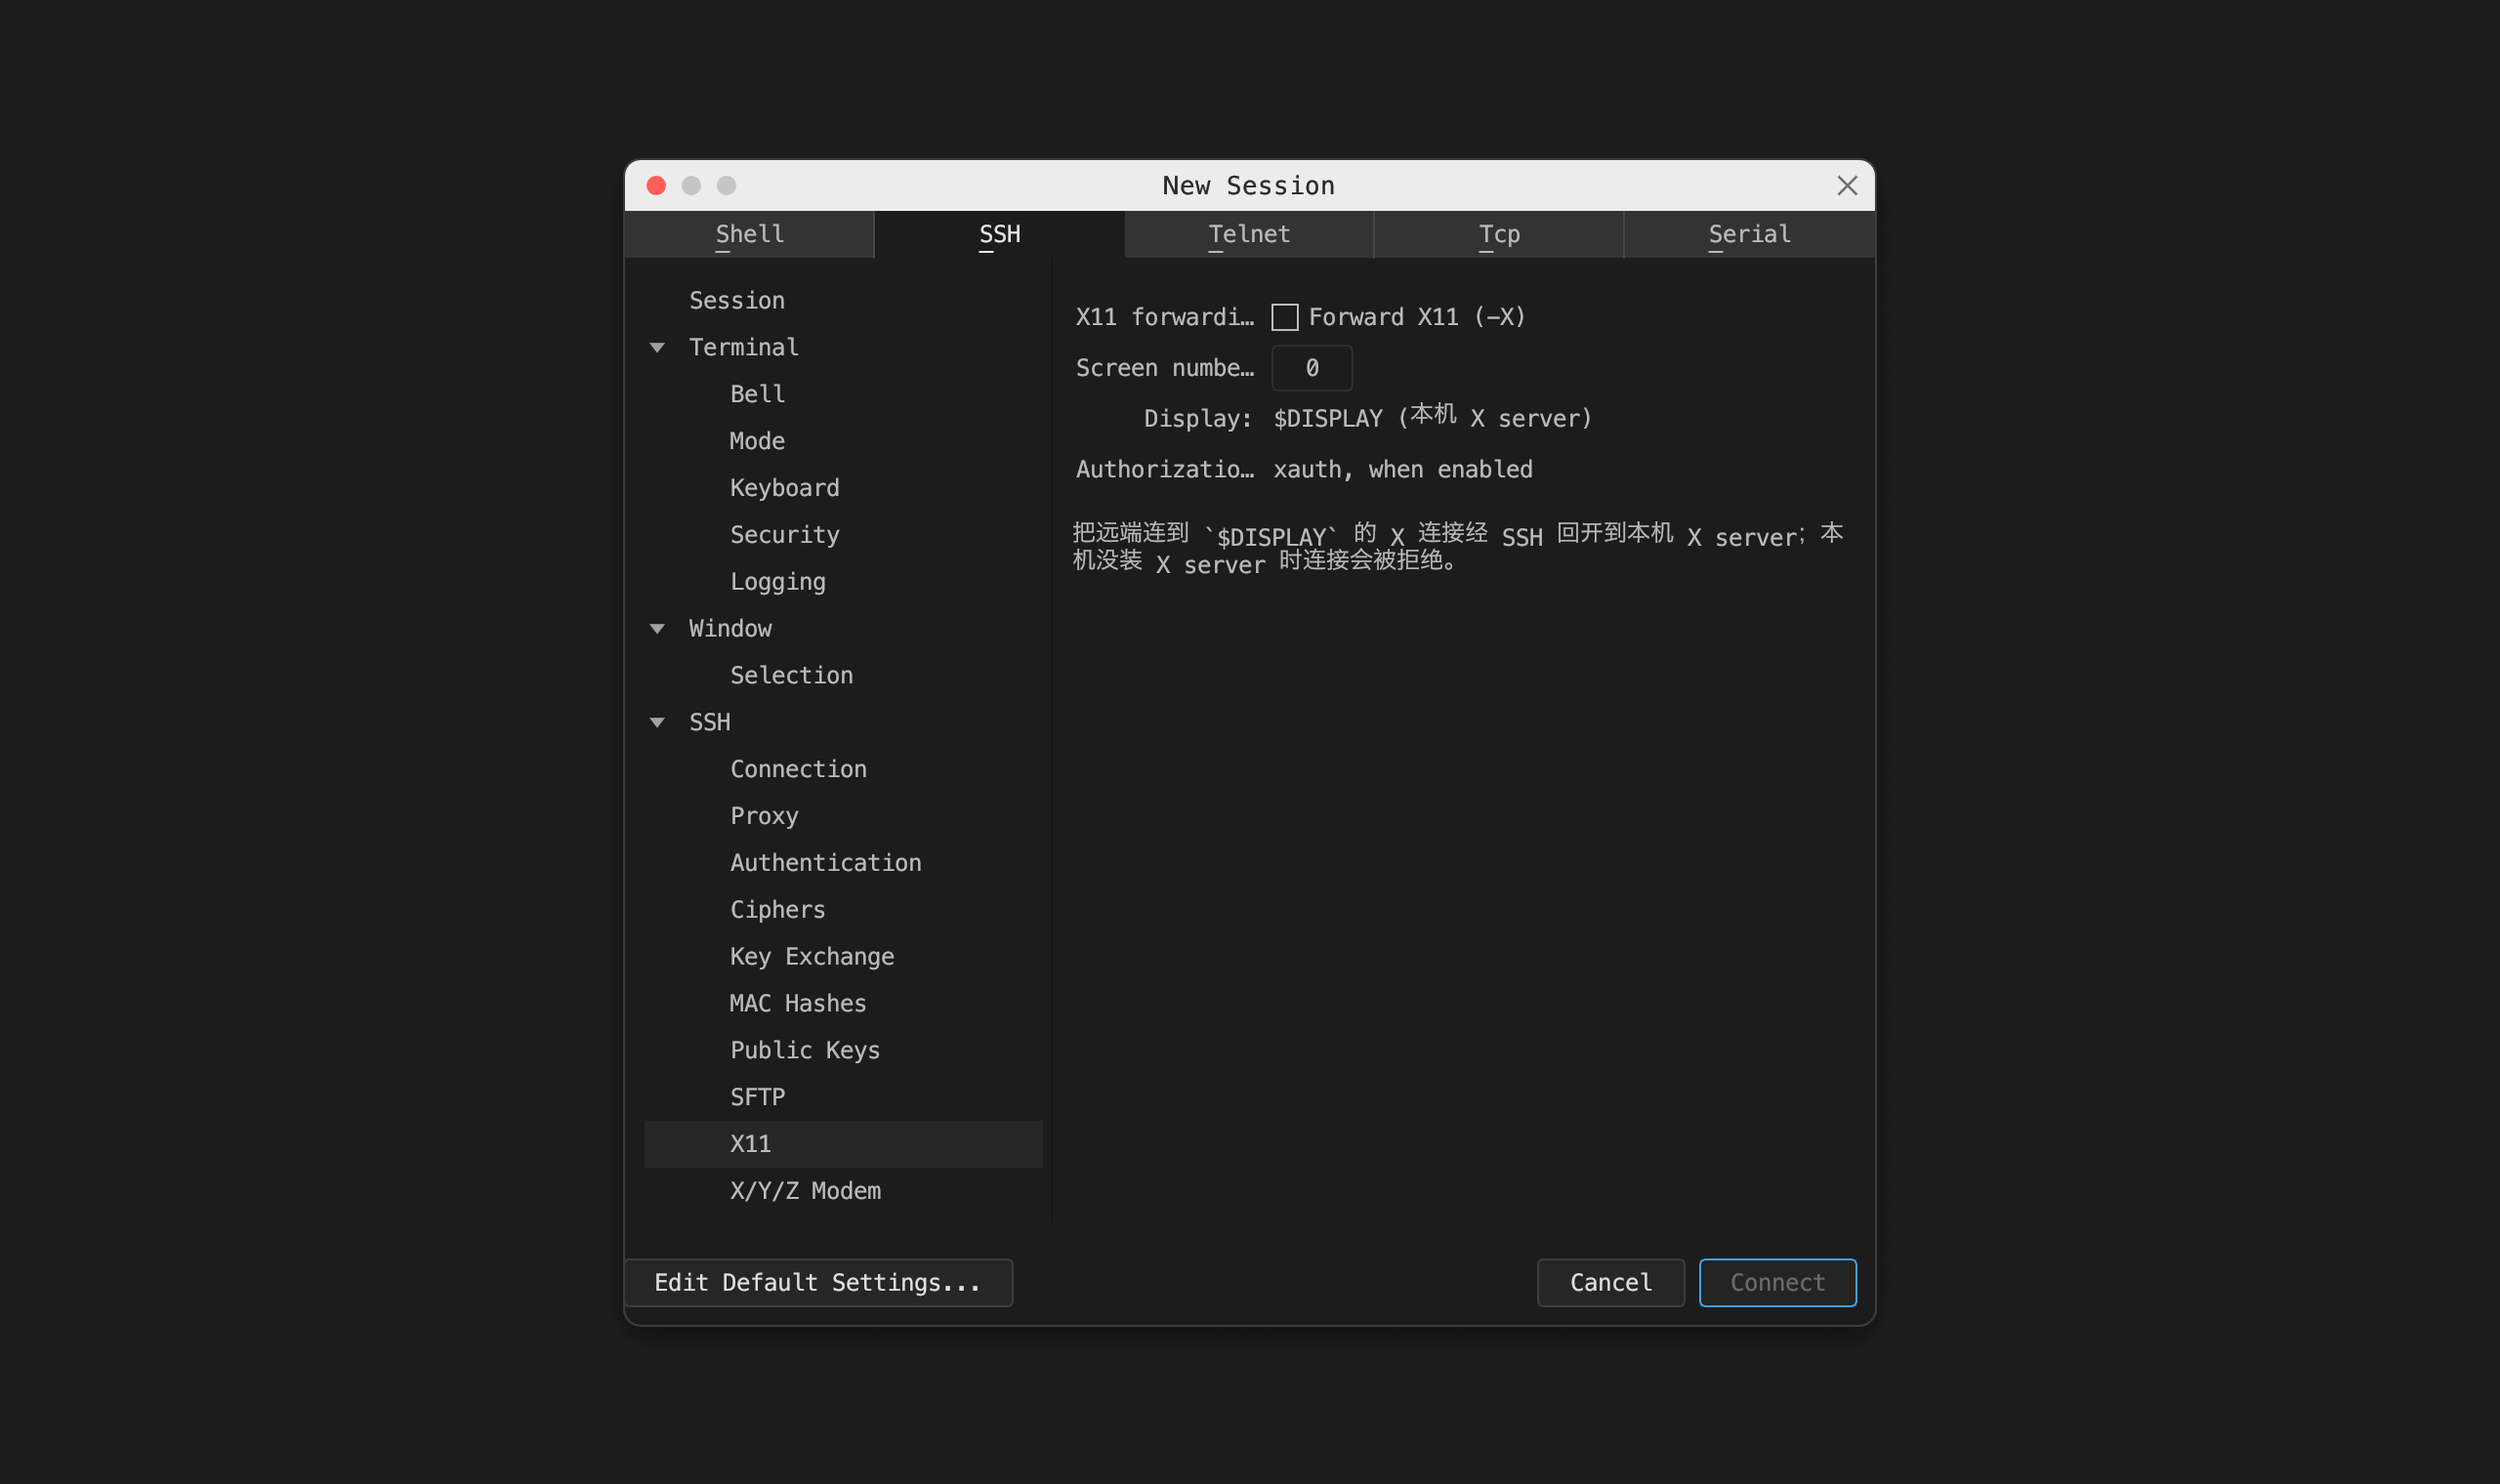 New Session
Shell
SSH
Telnet
Tcp
Serial
Session
Terminal
Bell
Mode
Keyboard
Security
Logging
Window
Selection
SSH
Connection
Proxy
Authentication
Ciphers
Key Exchange
MAC Hashes
Public Keys
SFTP
X11
X/Y/Z Modem
X11 forwardi… Forward X11 (-X)
Screen numbe… 0
Display: $DISPLAY (本机 X server)
Authorizatio… xauth, when enabled
把远端连到 `$DISPLAY` 的 X 连接经 SSH 回开到本机 X server；本
机没装 X server 时连接会被拒绝。
Edit Default Settings...
Cancel
Connect